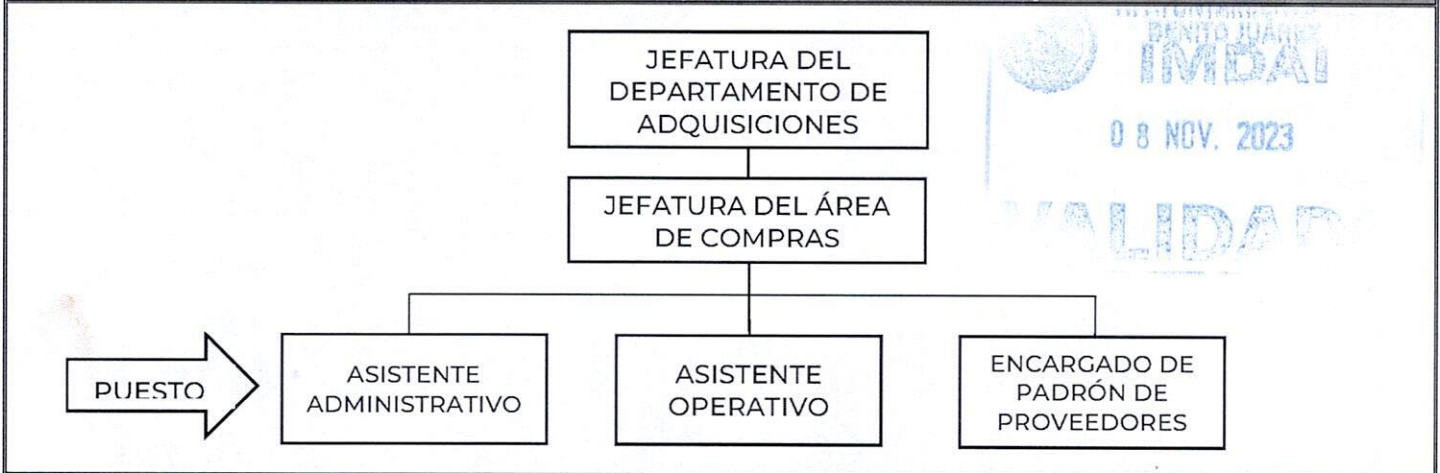 BENITO JUÁREZ
IMDAI
08 NOV. 2023
VALIDAD
JEFATURA DEL
DEPARTAMENTO DE
ADQUISICIONES
JEFATURA DEL ÁREA
DE COMPRAS
PUESTO
ASISTENTE
ADMINISTRATIVO
ASISTENTE
OPERATIVO
ENCARGADO DE
PADRÓN DE
PROVEEDORES